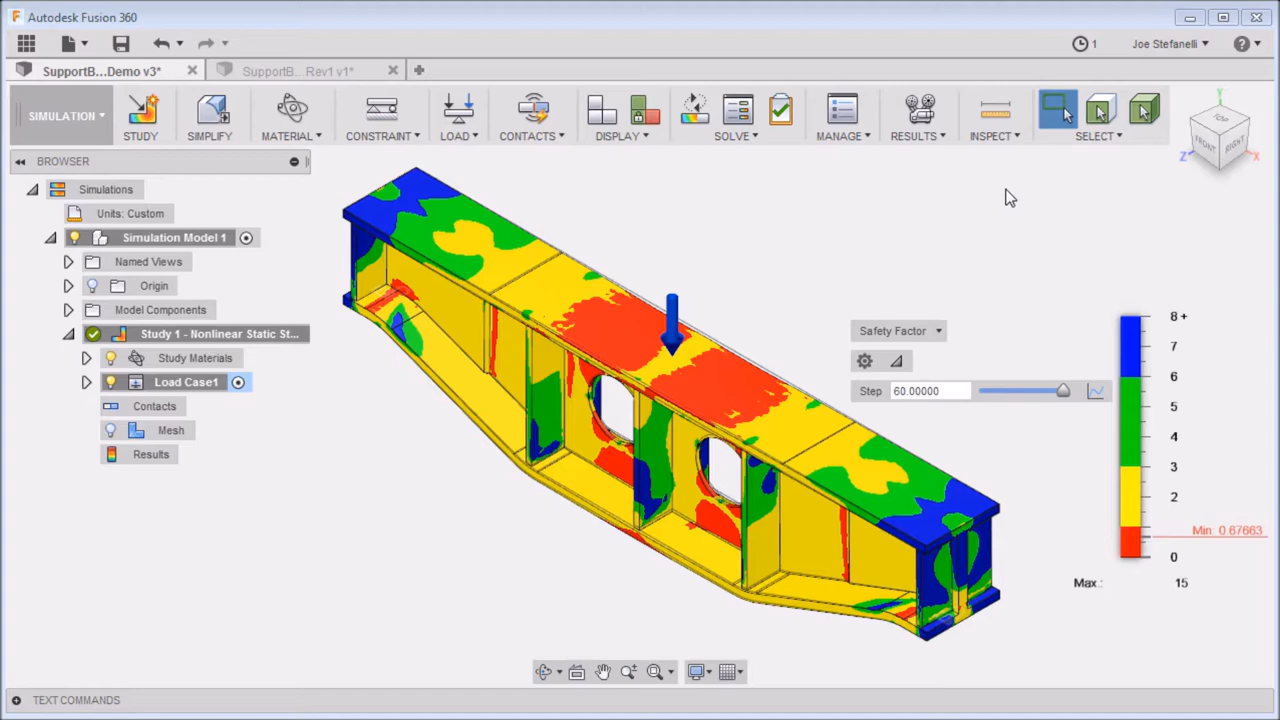 F Autodesk Fusion 360
1 Joe Stefanelli ?
SupportB...Demo v3* SupportB... Rev1 v1*
SIMULATION STUDY SIMPLIFY MATERIAL CONSTRAINT LOAD CONTACTS DISPLAY SOLVE MANAGE RESULTS INSPECT SELECT
TOP FRONT RIGHT Y Z X
BROWSER
Simulations
Units: Custom
Simulation Model 1
Named Views
Origin
Model Components
Study 1 - Nonlinear Static St...
Study Materials
Load Case1
Contacts
Mesh
Results
Safety Factor
Step 60.00000
8 +
7
6
5
4
3
2
Min: 0.67663
0
Max.: 15
TEXT COMMANDS